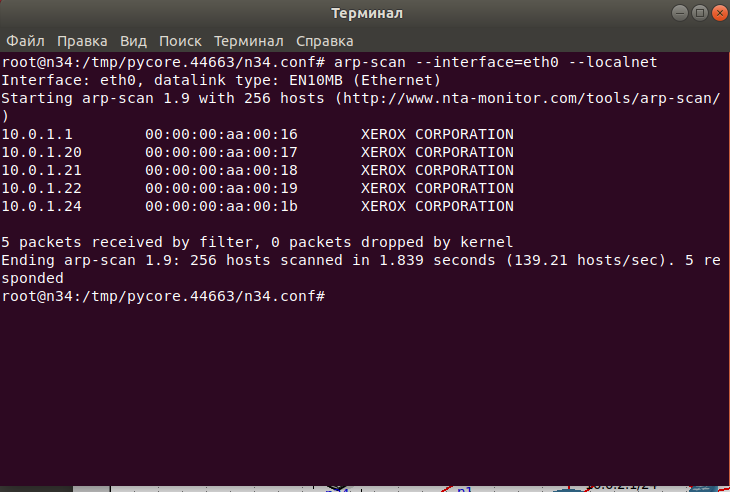 Терминал
Файл Правка Вид Поиск Терминал Справка
root@n34:/tmp/pycore.44663/n34.conf# arp-scan --interface=eth0 --localnet
Interface: eth0, datalink type: EN10MB (Ethernet)
Starting arp-scan 1.9 with 256 hosts (http://www.nta-monitor.com/tools/arp-scan/
)
10.0.1.1 00:00:00:aa:00:16 XEROX CORPORATION
10.0.1.20 00:00:00:aa:00:17 XEROX CORPORATION
10.0.1.21 00:00:00:aa:00:18 XEROX CORPORATION
10.0.1.22 00:00:00:aa:00:19 XEROX CORPORATION
10.0.1.24 00:00:00:aa:00:1b XEROX CORPORATION
5 packets received by filter, 0 packets dropped by kernel
Ending arp-scan 1.9: 256 hosts scanned in 1.839 seconds (139.21 hosts/sec). 5 re
sponded
root@n34:/tmp/pycore.44663/n34.conf#